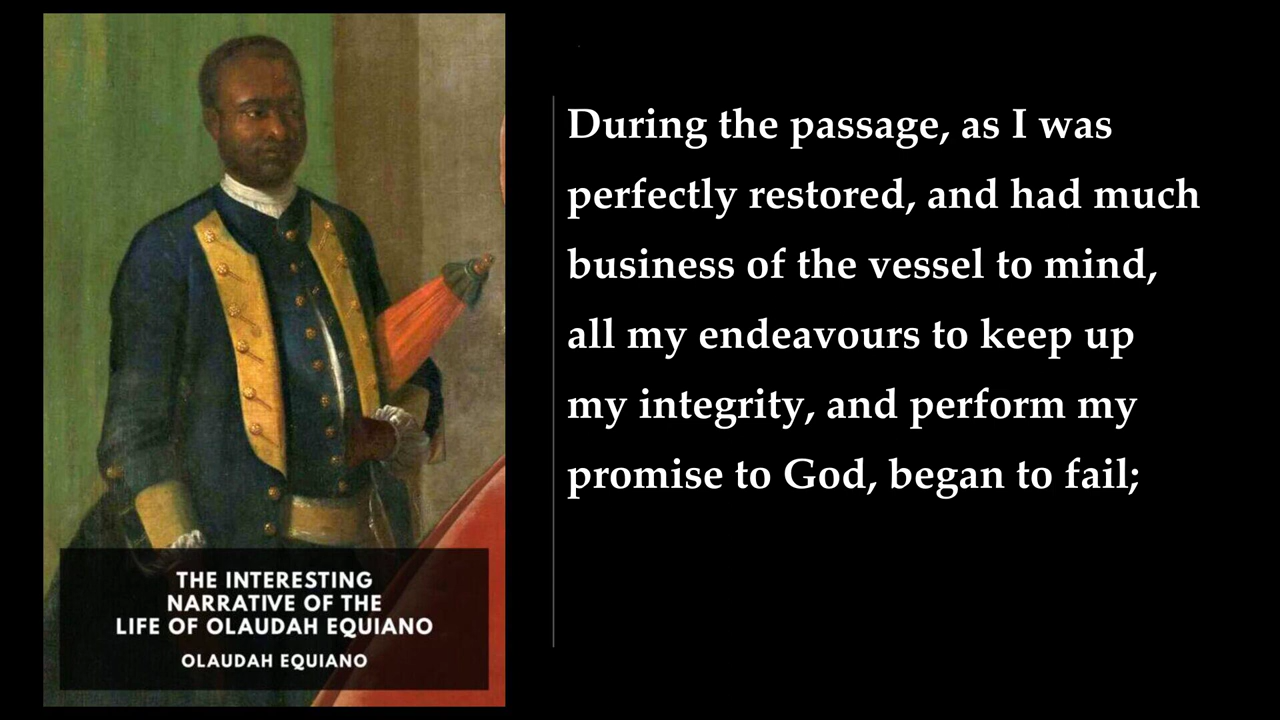 THE INTERESTING
NARRATIVE OF THE
LIFE OF OLAUDAH EQUIANO
OLAUDAH EQUIANO
During the passage, as I was
perfectly restored, and had much
business of the vessel to mind,
all my endeavours to keep up
my integrity, and perform my
promise to God, began to fail;